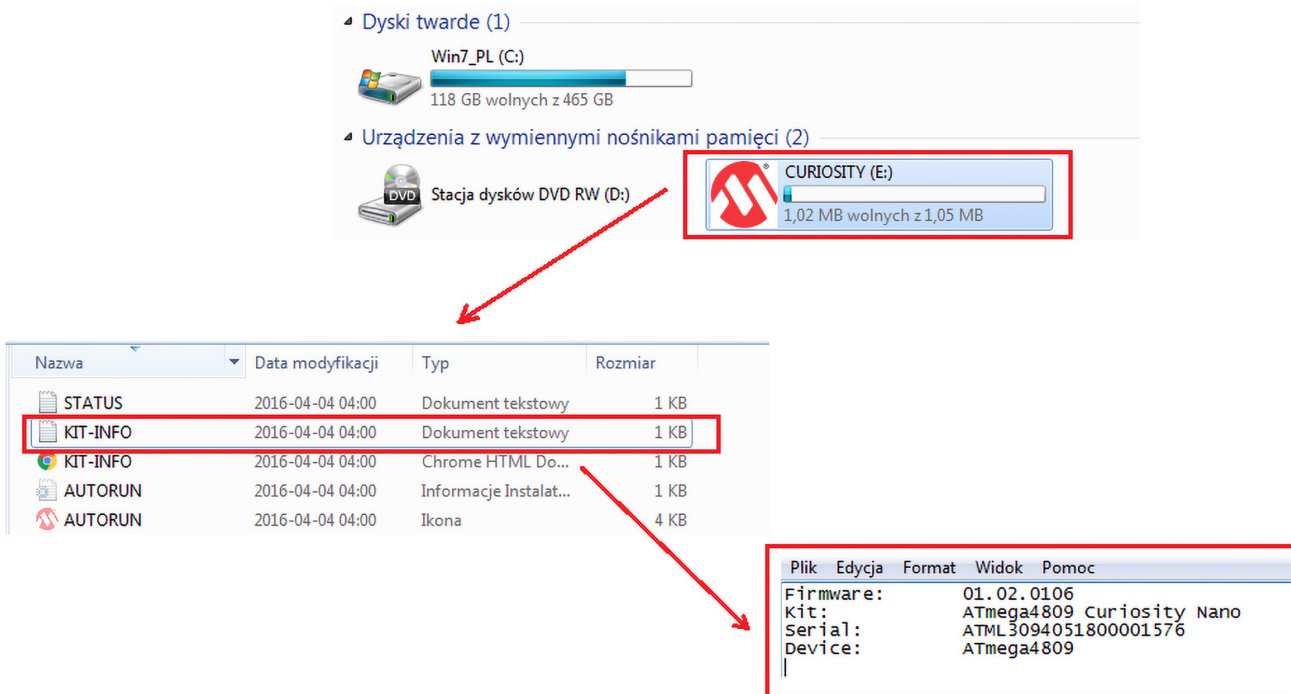 Dyski twarde (1)
Win7_PL (C:)
118 GB wolnych z 465 GB
Urządzenia z wymiennymi nośnikami pamięci (2)
DVD
Stacja dysków DVD RW (D:)
CURIOSITY (E:)
1,02 MB wolnych z 1,05 MB
Nazwa Data modyfikacji Typ Rozmiar
STATUS 2016-04-04 04:00 Dokument tekstowy 1 KB
KIT-INFO 2016-04-04 04:00 Dokument tekstowy 1 KB
KIT-INFO 2016-04-04 04:00 Chrome HTML Do... 1 KB
AUTORUN 2016-04-04 04:00 Informacje Instalat... 1 KB
AUTORUN 2016-04-04 04:00 Ikona 4 KB
Plik Edycja Format Widok Pomoc
Firmware: 01.02.0106
Kit: ATmega4809 Curiosity Nano
Serial: ATML3094051800001576
Device: ATmega4809